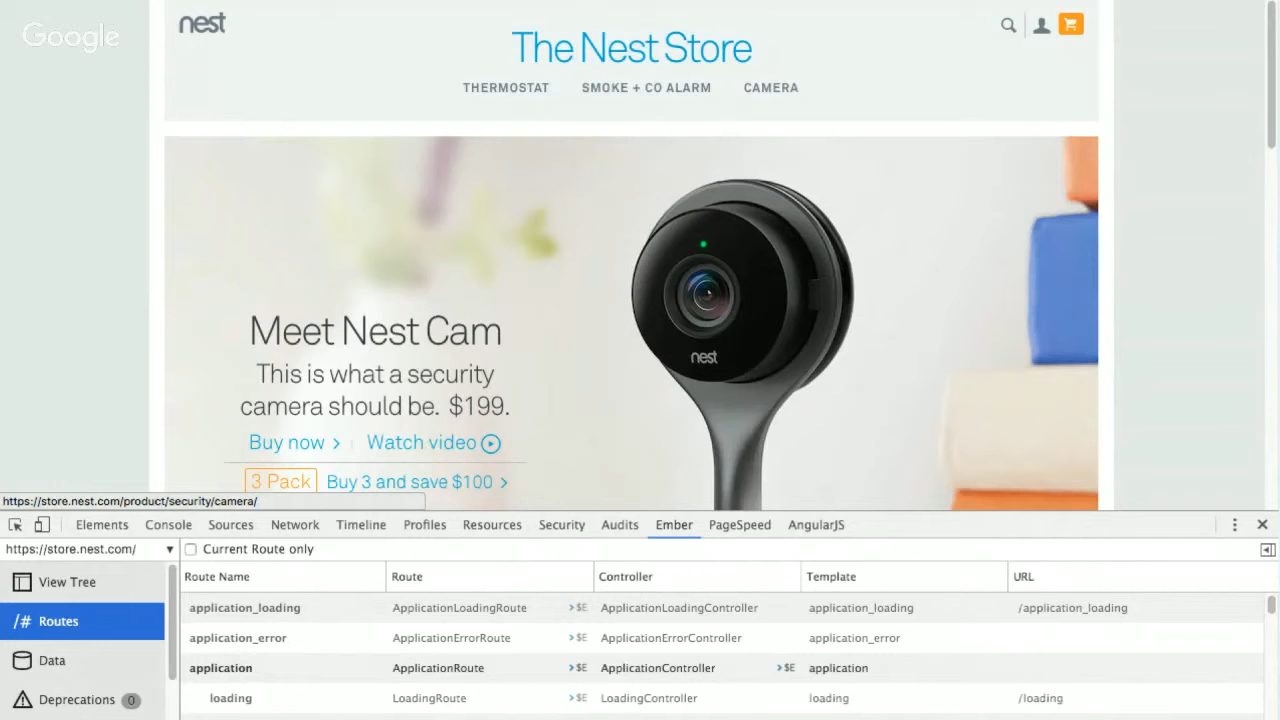 Google
nest
The Nest Store
THERMOSTAT SMOKE + CO ALARM CAMERA
nest
Meet Nest Cam
This is what a security
camera should be. $199.
Buy now > Watch video
3 Pack Buy 3 and save $100 >
https://store.nest.com/product/security/camera/
Elements Console Sources Network Timeline Profiles Resources Security Audits Ember PageSpeed AngularJS
https://store.nest.com/ Current Route only
Route Name Route Controller Template URL
View Tree
application_loading ApplicationLoadingRoute >$E ApplicationLoadingController application_loading /application_loading
/# Routes
application_error ApplicationErrorRoute >$E ApplicationErrorController application_error
Data
application ApplicationRoute >$E ApplicationController >$E application
Deprecations 0
loading LoadingRoute >$E LoadingController loading /loading